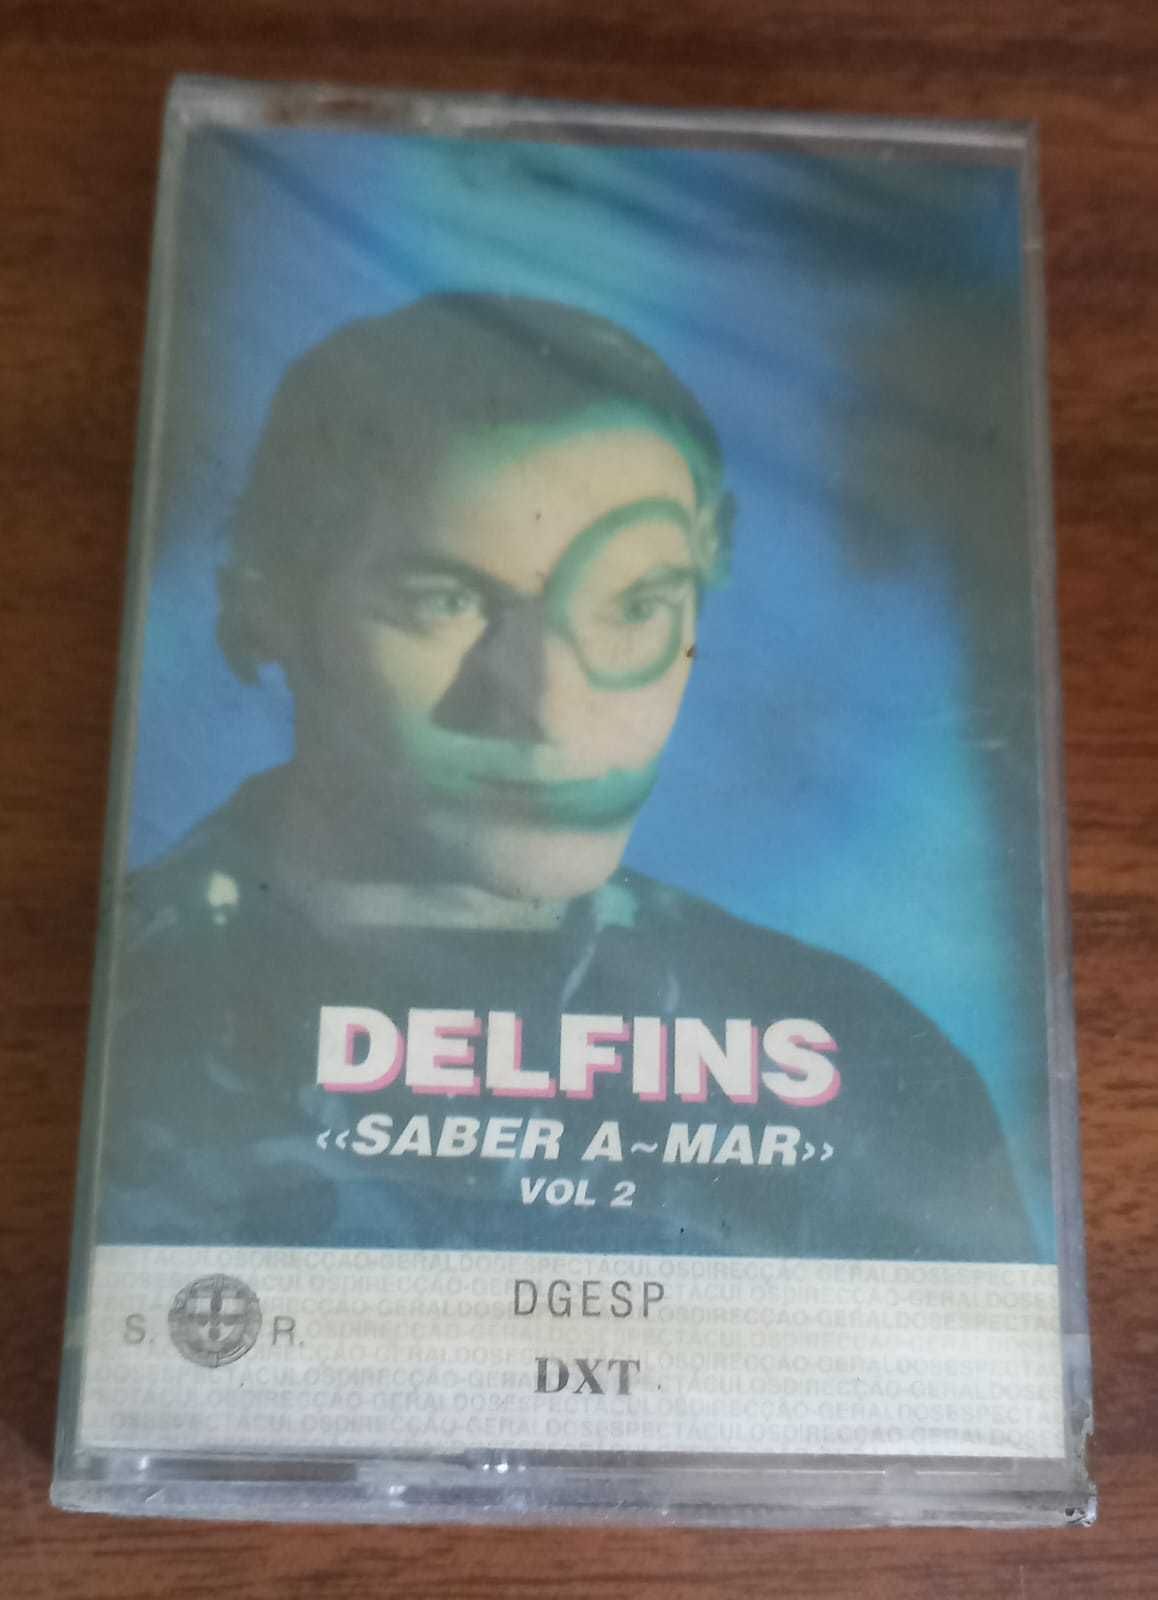 DELFINS
‹‹SABER A~MAR››
VOL 2
DGESP
S. R.
DXT